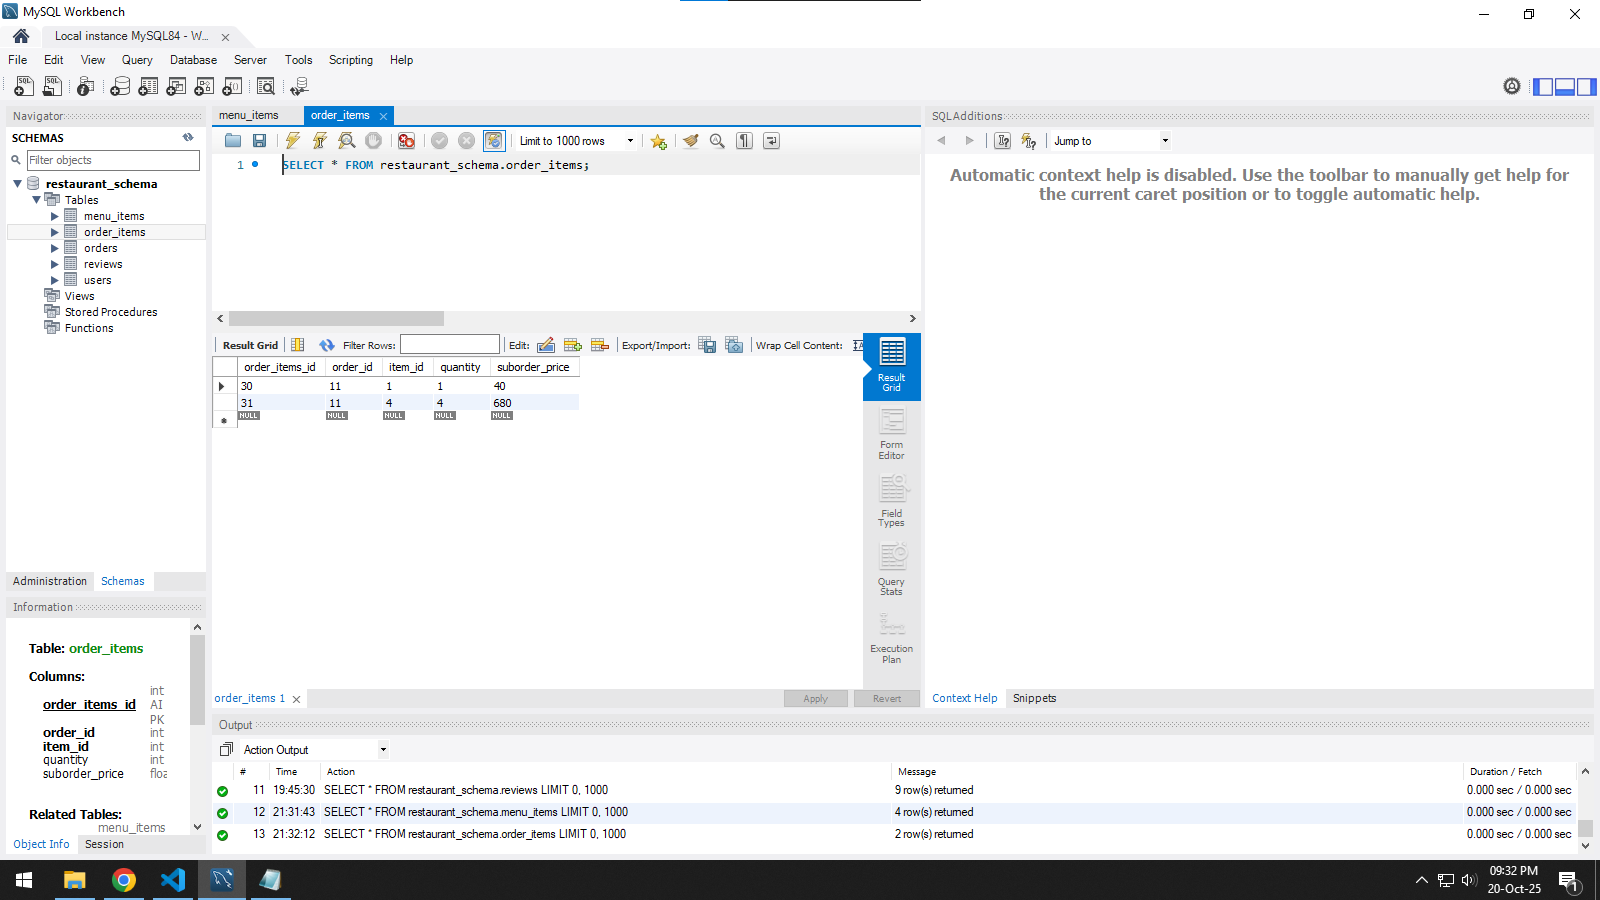 MySQL Workbench
Local instance MySQL84 - W...
File Edit View Query Database Server Tools Scripting Help
Navigator
SCHEMAS
Filter objects
restaurant_schema
Tables
menu_items
order_items
orders
reviews
users
Views
Stored Procedures
Functions
Administration Schemas
Information
Table: order_items
Columns:
order_items_id int AI PK
order_id int
item_id int
quantity int
suborder_price floa
Related Tables:
menu_items
Object Info Session
menu_items order_items
Limit to 1000 rows
1 SELECT * FROM restaurant_schema.order_items;
Result Grid Filter Rows: Edit: Export/Import: Wrap Cell Content:
order_items_id order_id item_id quantity suborder_price
30 11 1 1 40
31 11 4 4 680
NULL NULL NULL NULL NULL
Result Grid
Form Editor
Field Types
Query Stats
Execution Plan
order_items 1 Apply Revert
SQLAdditions
Jump to
Automatic context help is disabled. Use the toolbar to manually get help for
the current caret position or to toggle automatic help.
Context Help Snippets
Output
Action Output
# Time Action Message Duration / Fetch
11 19:45:30 SELECT * FROM restaurant_schema.reviews LIMIT 0, 1000 9 row(s) returned 0.000 sec / 0.000 sec
12 21:31:43 SELECT * FROM restaurant_schema.menu_items LIMIT 0, 1000 4 row(s) returned 0.000 sec / 0.000 sec
13 21:32:12 SELECT * FROM restaurant_schema.order_items LIMIT 0, 1000 2 row(s) returned 0.000 sec / 0.000 sec
09:32 PM
20-Oct-25
1